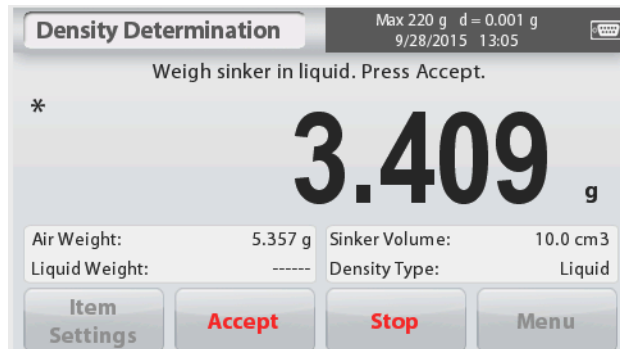 Density Determination
Max 220 g d = 0.001 g
9/28/2015 13:05
Weigh sinker in liquid. Press Accept.
*
3.409 g
Air Weight: 5.357 g
Liquid Weight: ------
Sinker Volume: 10.0 cm3
Density Type: Liquid
Item
Settings
Accept
Stop
Menu